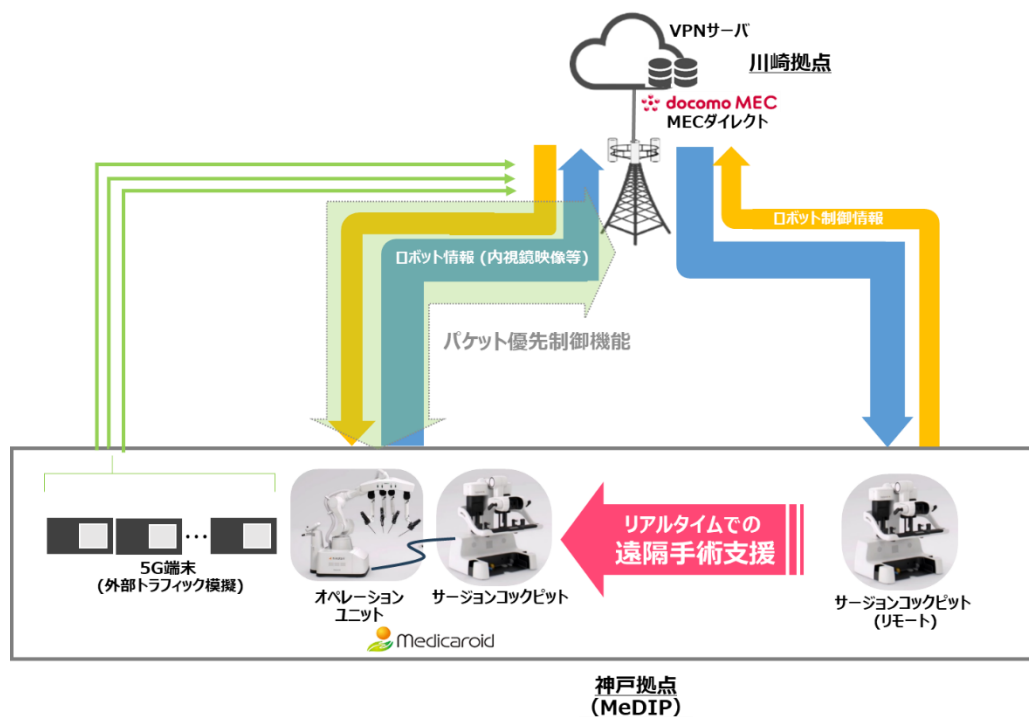 VPNサーバ
川崎拠点
docomo MEC
MECダイレクト
ロボット制御情報
ロボット情報 (内視鏡映像等)
パケット優先制御機能
リアルタイムでの
遠隔手術支援
5G端末
(外部トラフィック模擬)
オペレーション
ユニット
サージョンコックピット
サージョンコックピット
(リモート)
Medicaroid
神戸拠点
(MeDIP)